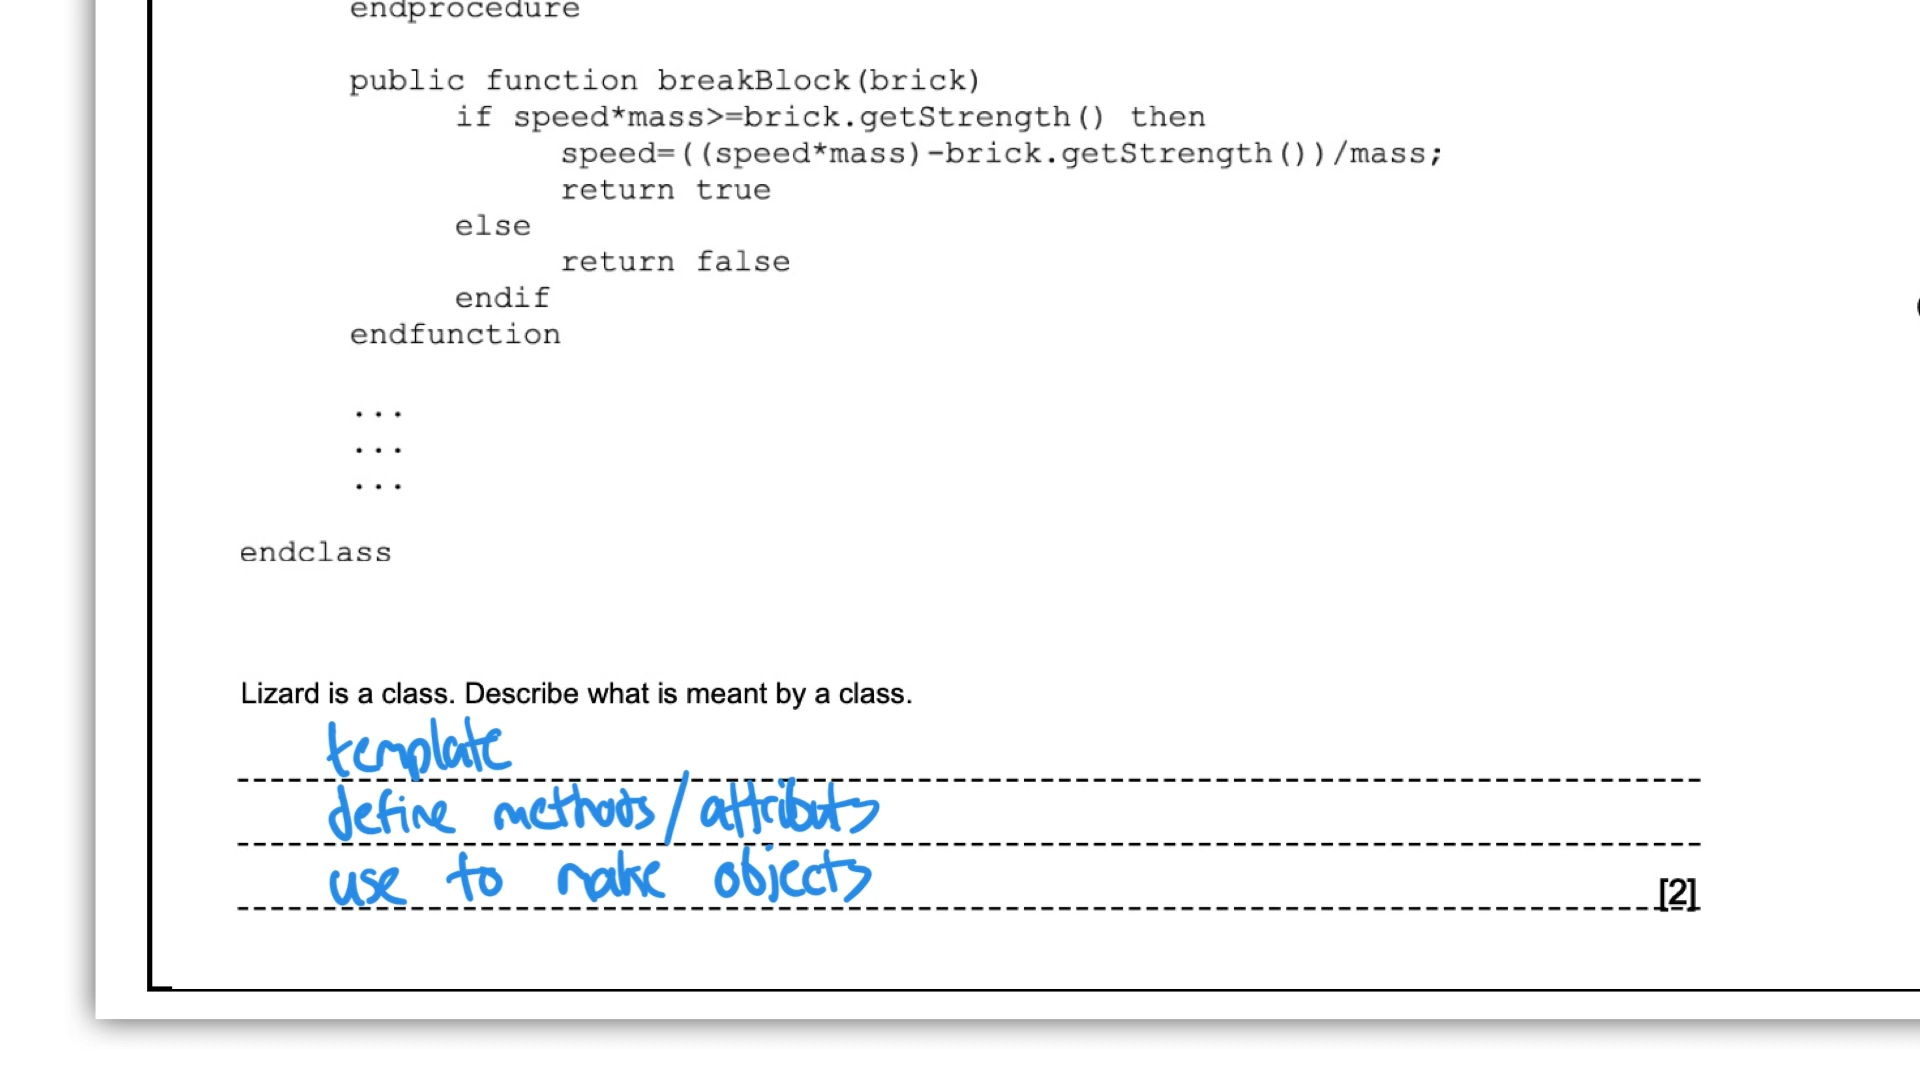 endprocedure
public function breakBlock(brick)
if speed*mass>=brick.getStrength() then
speed=((speed*mass)-brick.getStrength())/mass;
return true
else
return false
endif
endfunction
...
...
...
endclass
Lizard is a class. Describe what is meant by a class.
template
define methods/attributs
use to make objects
[2]